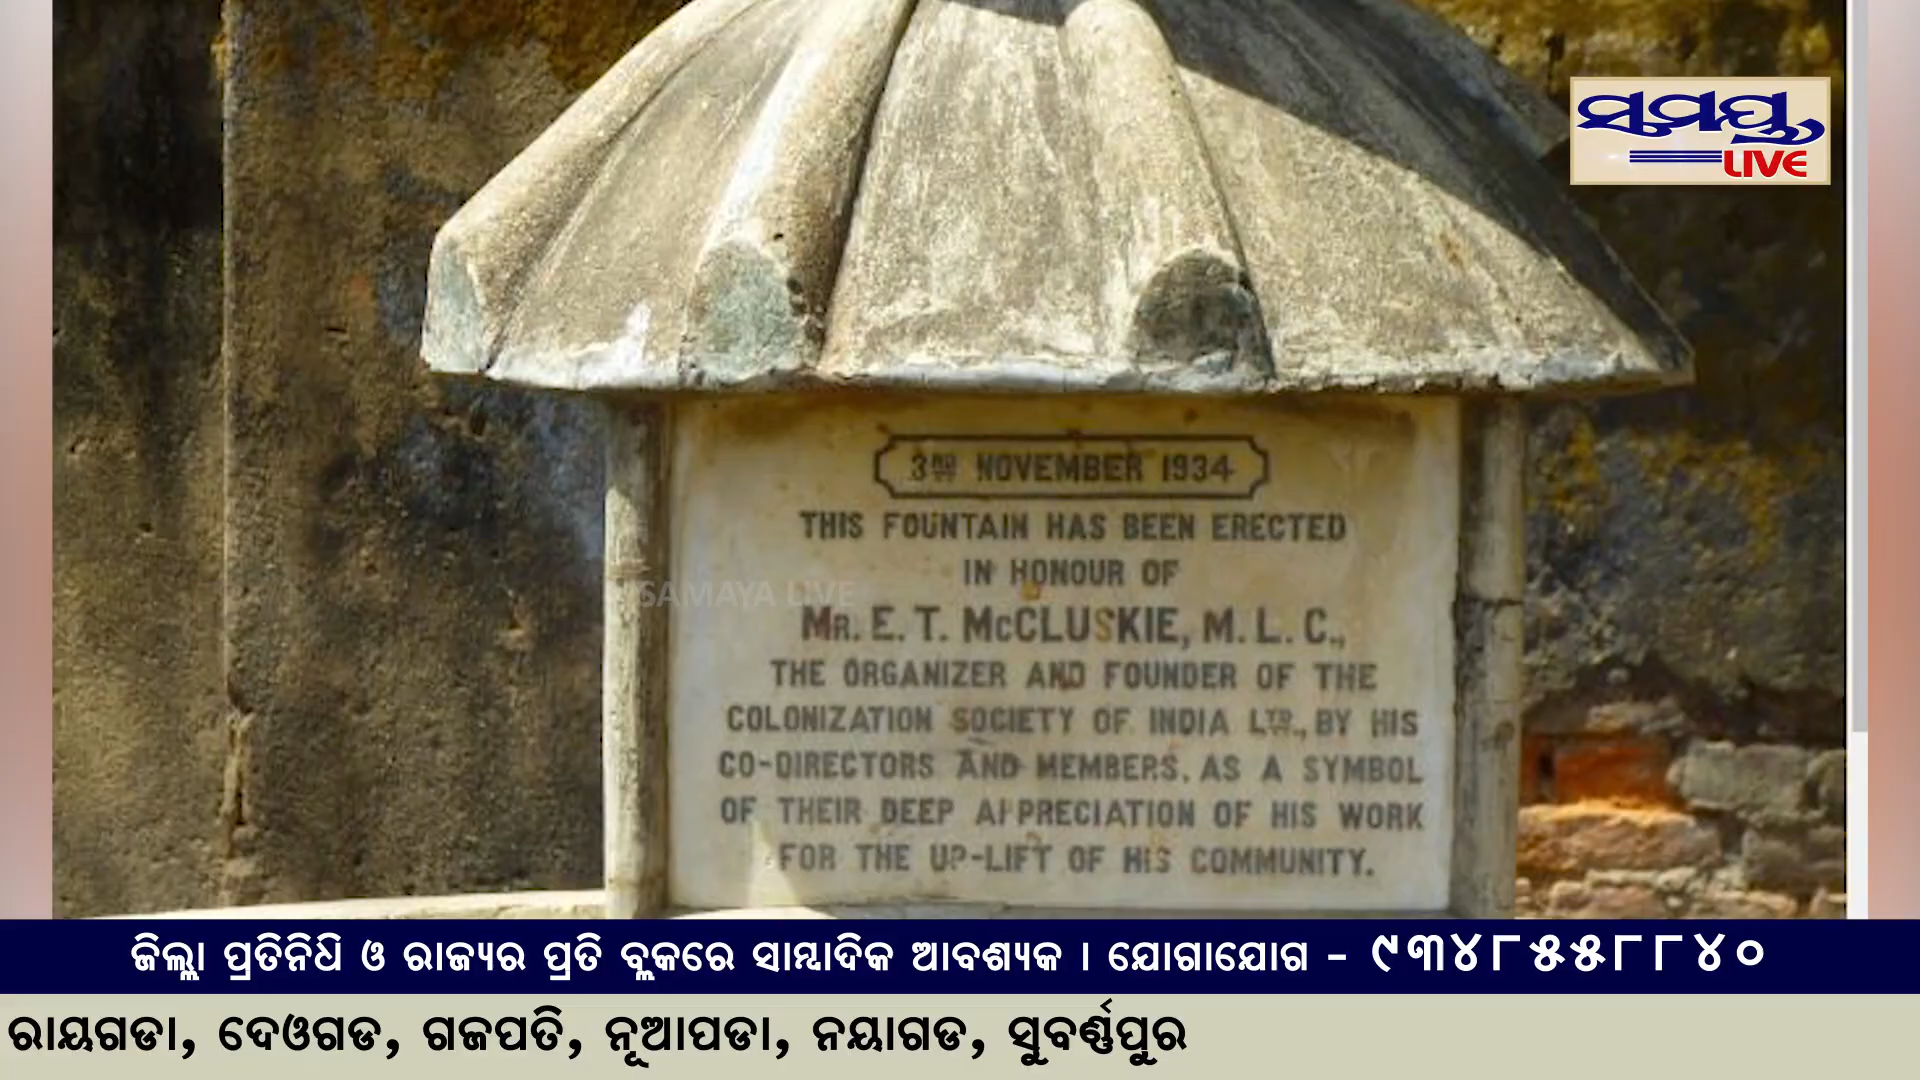 ସମୟ
LIVE
3RD NOVEMBER 1934
THIS FOUNTAIN HAS BEEN ERECTED
IN HONOUR OF
MR. E. T. MCCLUSKIE, M. L. C.,
THE ORGANIZER AND FOUNDER OF THE
COLONIZATION SOCIETY OF INDIA LTD., BY HIS
CO-DIRECTORS AND MEMBERS, AS A SYMBOL
OF THEIR DEEP APPRECIATION OF HIS WORK
FOR THE UP-LIFT OF HIS COMMUNITY.
SAMAYA LIVE
ଜିଲ୍ଲା ପ୍ରତିନିଧି ଓ ରାଜ୍ୟର ପ୍ରତି ବ୍ଲକରେ ସାମ୍ବାଦିକ ଆବଶ୍ୟକ । ଯୋଗାଯୋଗ - ୯୩୪୮୫୫୮୮୪୦
ରାୟଗଡା, ଦେଓଗଡ, ଗଜପତି, ନୂଆପଡା, ନୟାଗଡ, ସୁବର୍ଣ୍ଣପୁର